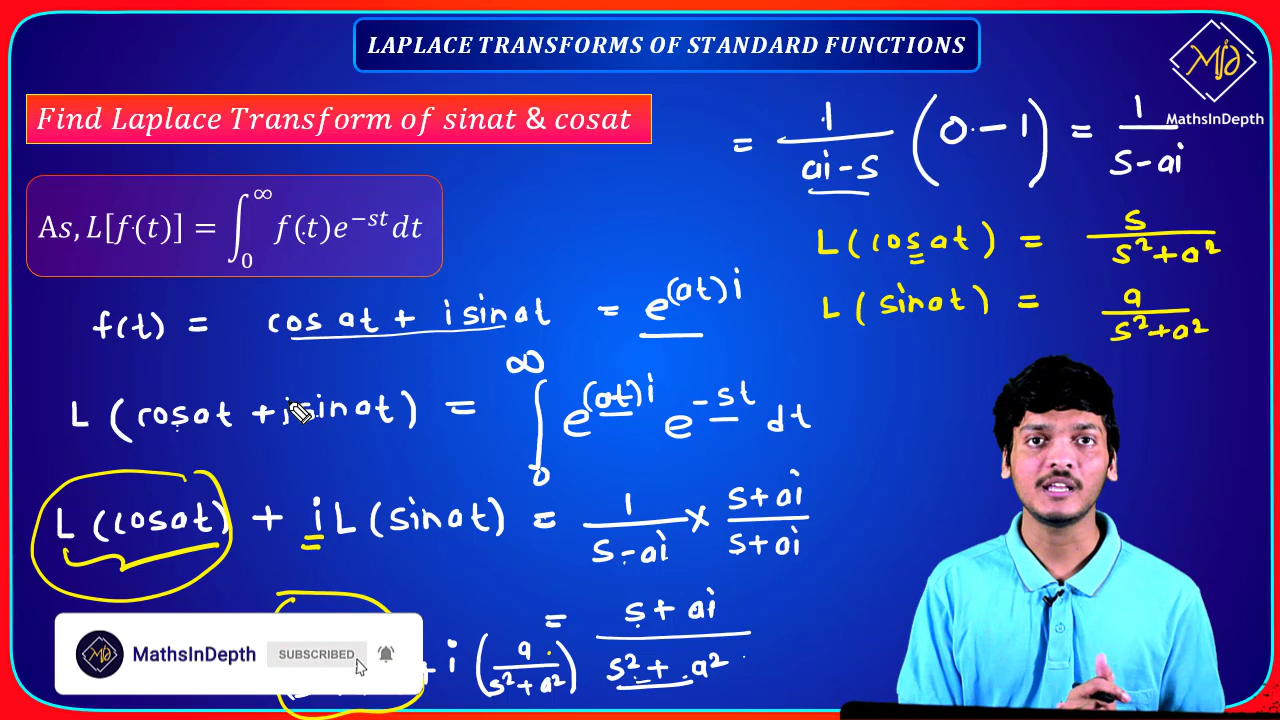 LAPLACE TRANSFORMS OF STANDARD FUNCTIONS
MathsInDepth
Find Laplace Transform of sinat & cosat
As, L[f(t)] = ∫₀^∞ f(t)e^{-st}dt
= 1/(ai-s) (0-1) = 1/(s-ai)
L(cosat) = s/(s²+a²)
L(sinat) = a/(s²+a²)
f(t) = cosat + isinat = e^{(at)i}
L(cosat + isinat) = ∫₀^∞ e^{(at)i} e^{-st} dt
L(cosat) + iL(sinat) = 1/(s-ai) × (s+ai)/(s+ai)
= (s+ai)/(s²+a²)
+ i(a/(s²+a²))
MathsInDepth SUBSCRIBED